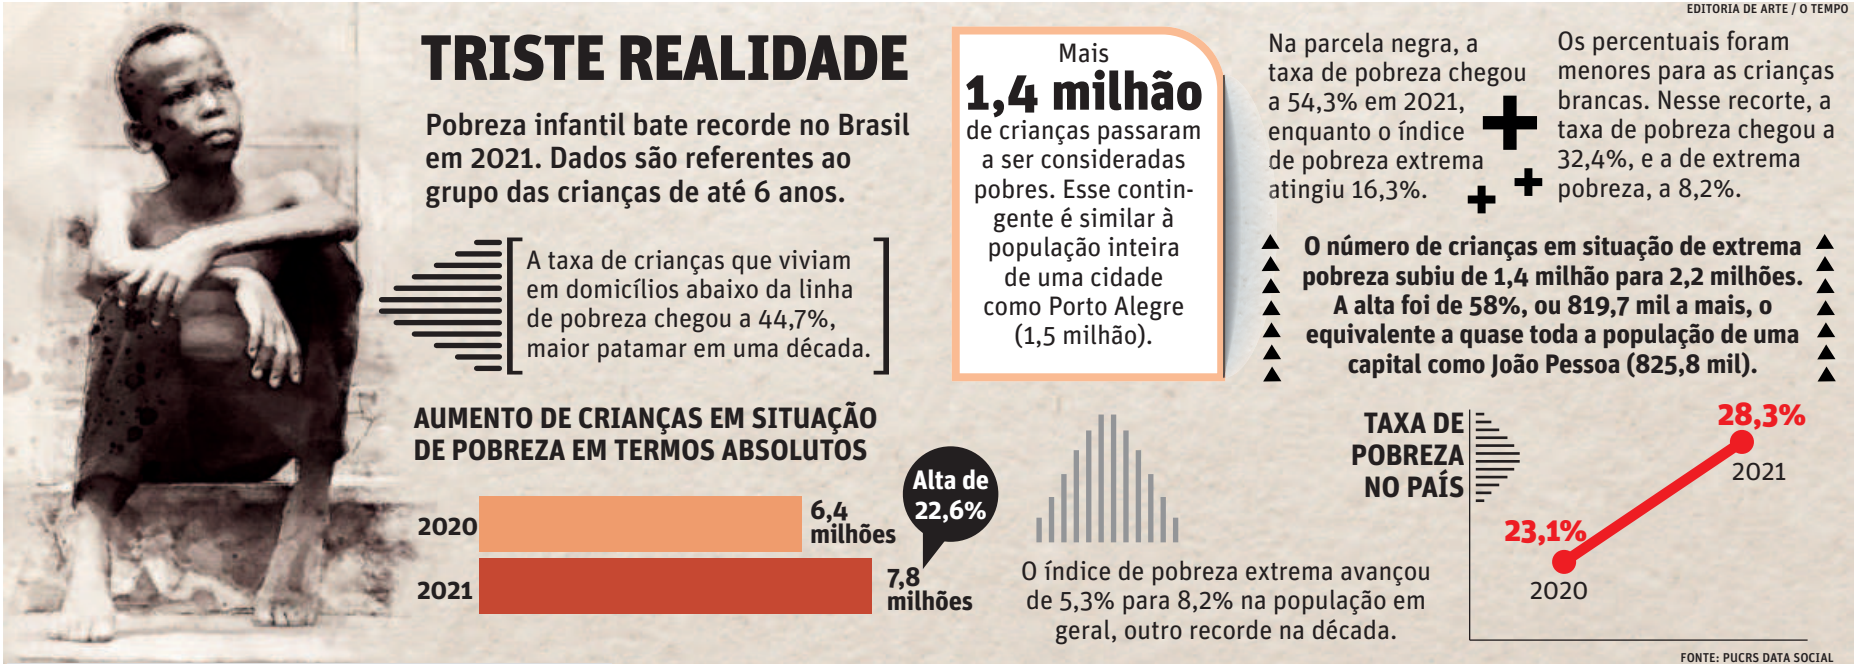 EDITORIA DE ARTE / O TEMPO
TRISTE REALIDADE
Pobreza infantil bate recorde no Brasil
em 2021. Dados são referentes ao
grupo das crianças de até 6 anos.
A taxa de crianças que viviam
em domicílios abaixo da linha
de pobreza chegou a 44,7%,
maior patamar em uma década.
Mais
1,4 milhão
de crianças passaram
a ser consideradas
pobres. Esse contin-
gente é similar à
população inteira
de uma cidade
como Porto Alegre
(1,5 milhão).
Na parcela negra, a
taxa de pobreza chegou
a 54,3% em 2021,
enquanto o índice
de pobreza extrema
atingiu 16,3%.
Os percentuais foram
menores para as crianças
brancas. Nesse recorte, a
taxa de pobreza chegou a
32,4%, e a de extrema
pobreza, a 8,2%.
O número de crianças em situação de extrema
pobreza subiu de 1,4 milhão para 2,2 milhões.
A alta foi de 58%, ou 819,7 mil a mais, o
equivalente a quase toda a população de uma
capital como João Pessoa (825,8 mil).
AUMENTO DE CRIANÇAS EM SITUAÇÃO
DE POBREZA EM TERMOS ABSOLUTOS
2020
6,4
milhões
Alta de
22,6%
2021
7,8
milhões
O índice de pobreza extrema avançou
de 5,3% para 8,2% na população em
geral, outro recorde na década.
TAXA DE
POBREZA
NO PAÍS
28,3%
2021
23,1%
2020
FONTE: PUCRS DATA SOCIAL